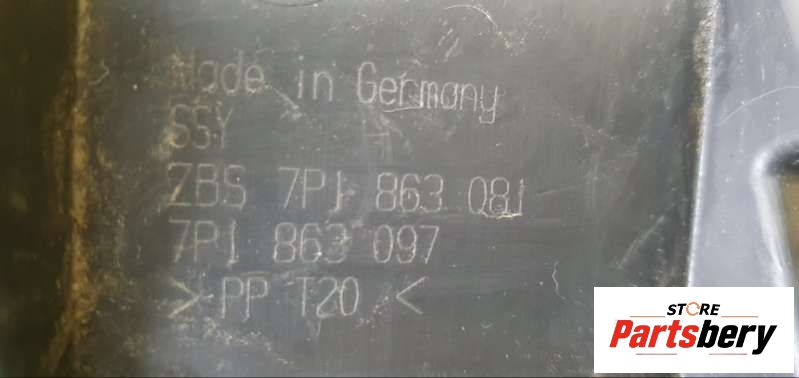 Made in Germany
SSY
ZBS 7P1 863 081
7P1 863 097
> PP T20 <
STORE
Partsbery